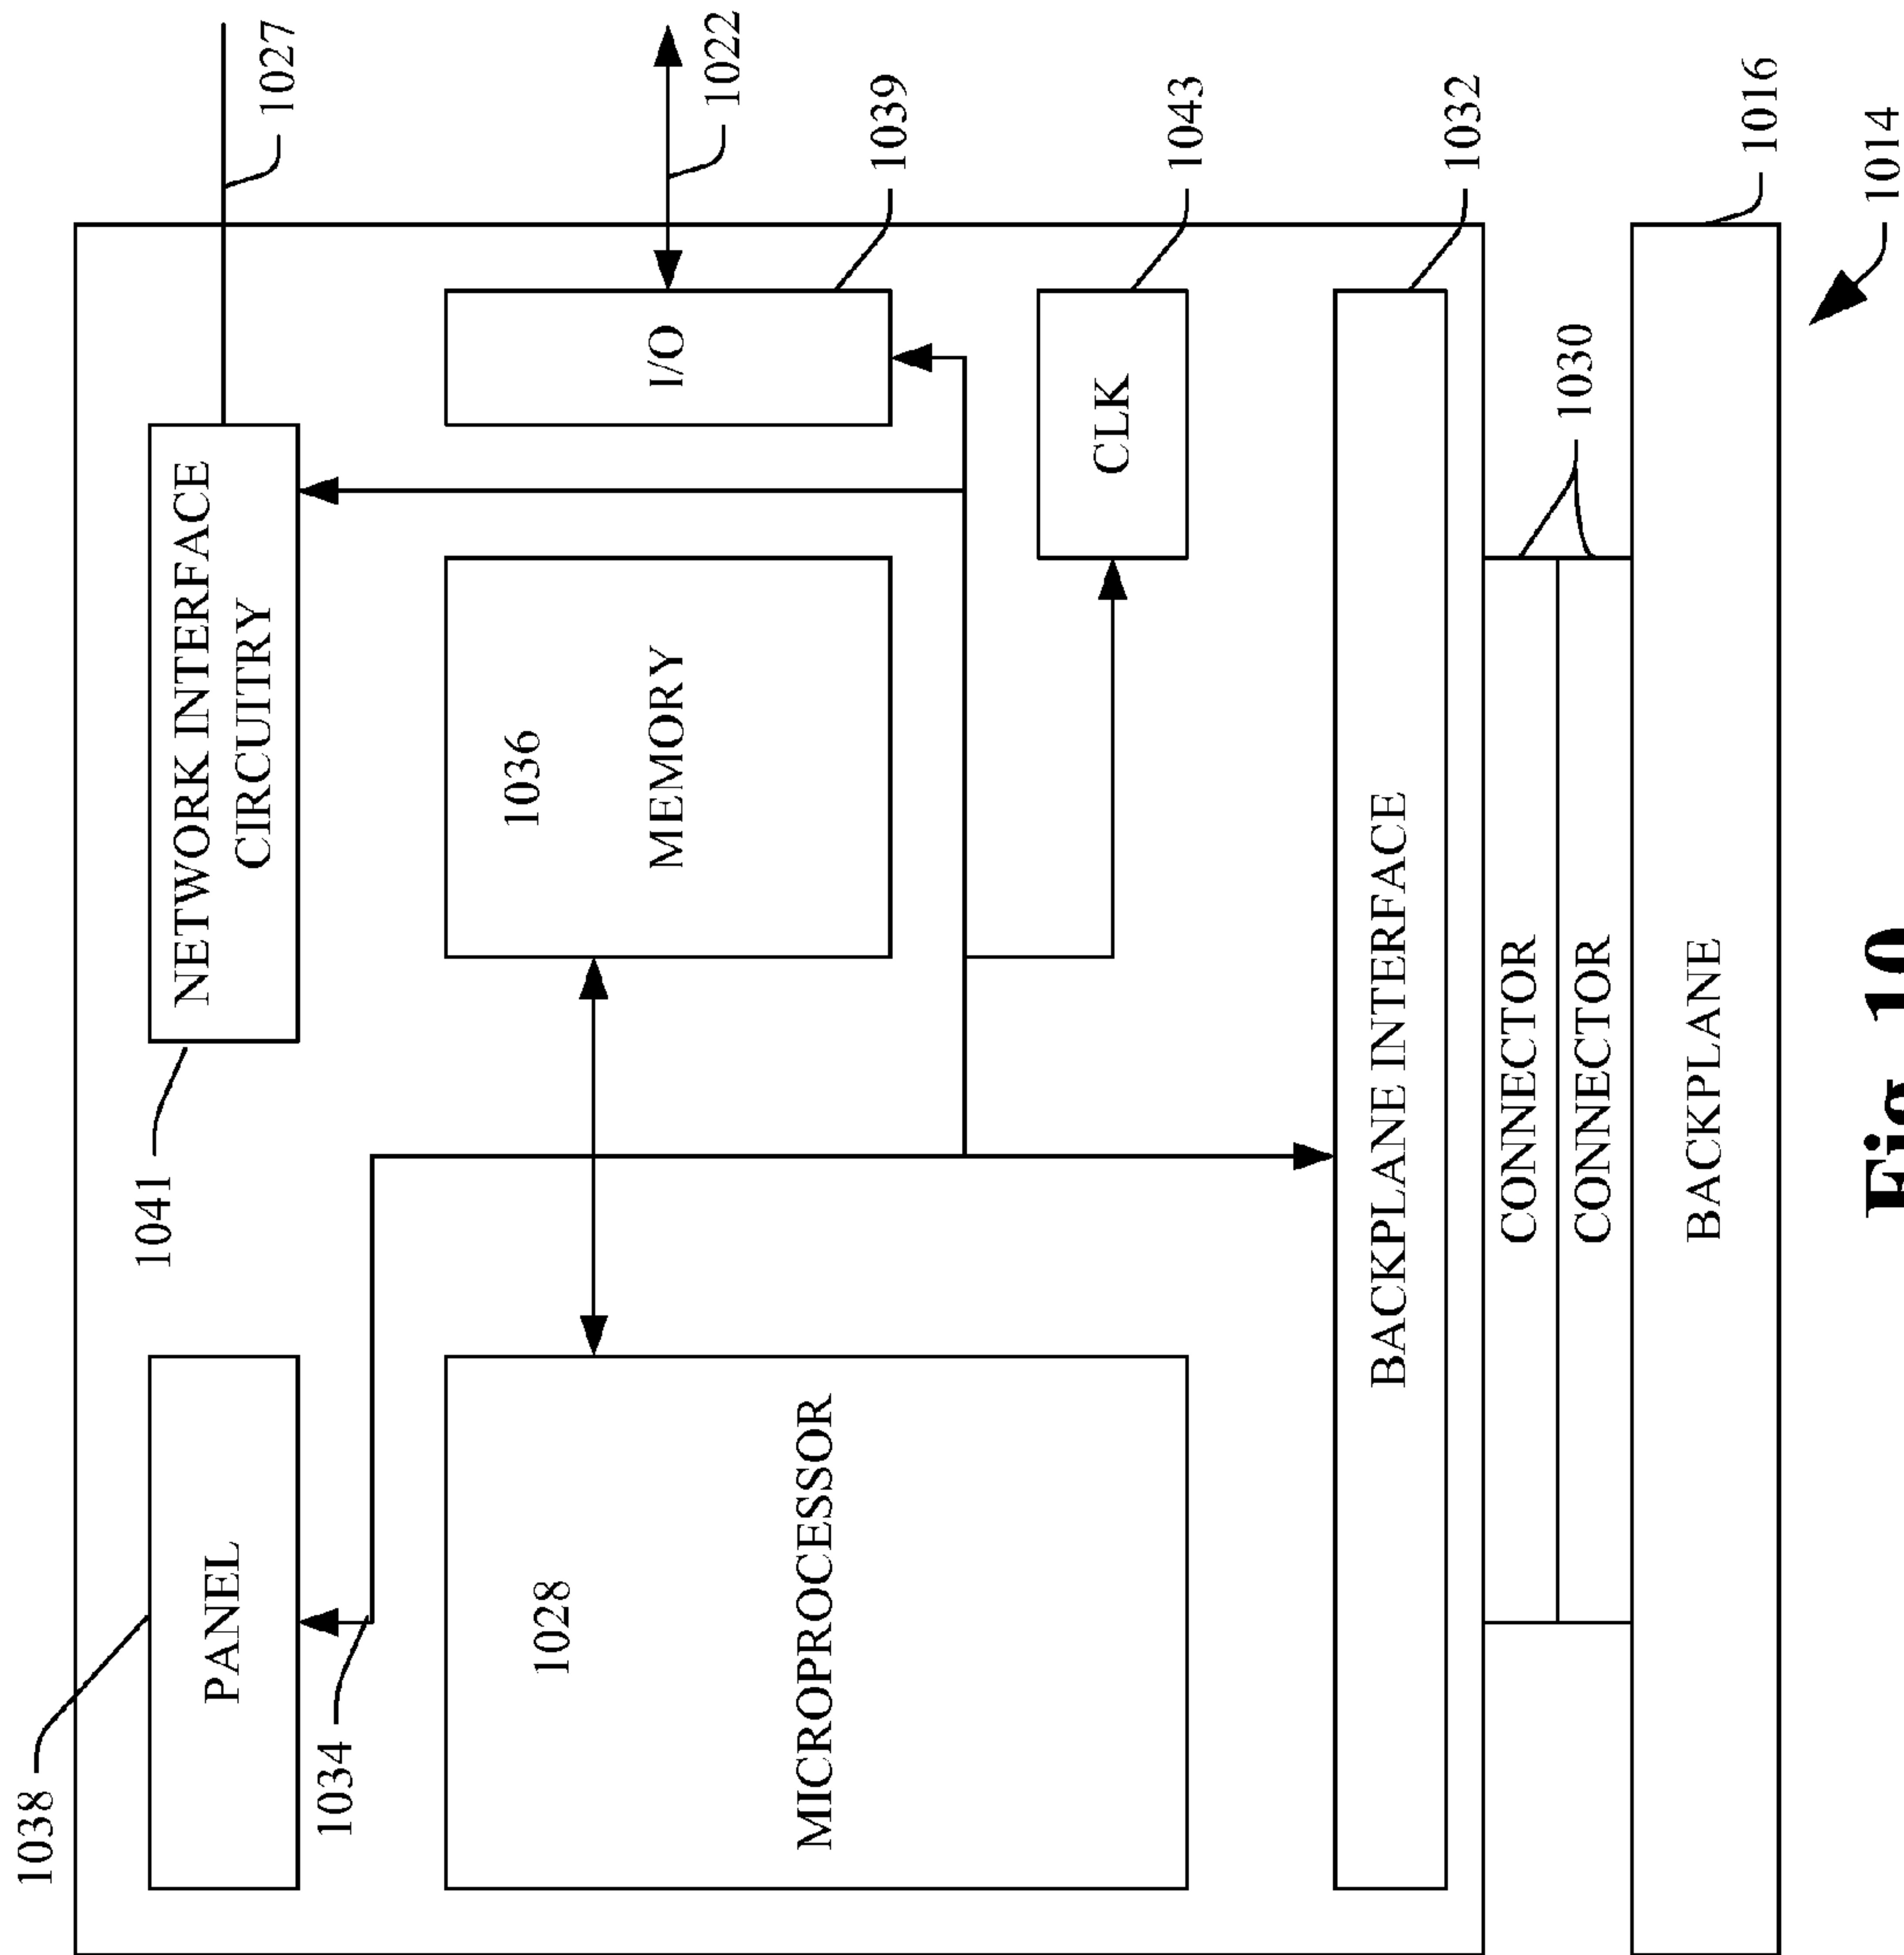 1038
PANEL
1034
1041
NETWORK INTERFACE
CIRCUITRY
1027
1028
MICROPROCESSOR
1036
MEMORY
I/O
1022
1039
CLK
1043
BACKPLANE INTERFACE
1032
CONNECTOR
CONNECTOR
1030
BACKPLANE
1016
1014
Fig. 10